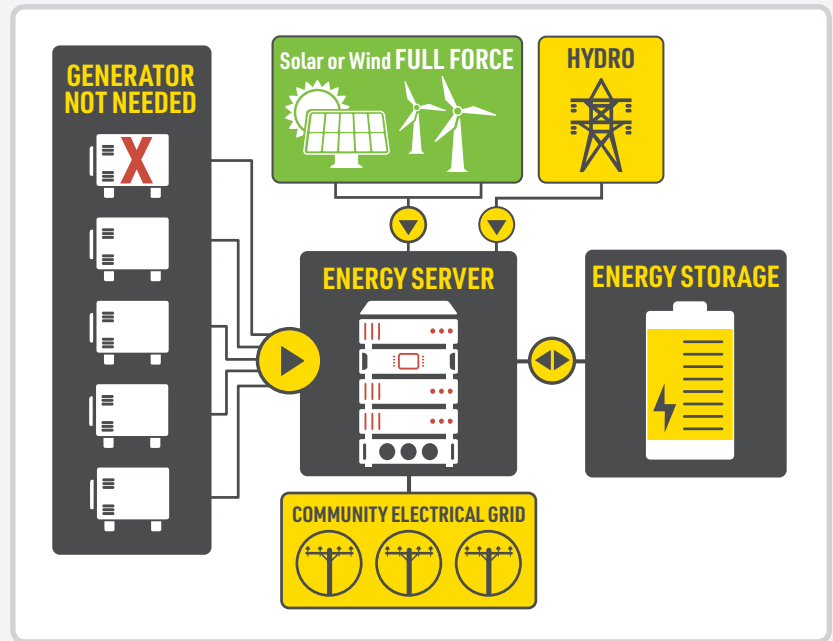 GENERATOR
NOT NEEDED
X
Solar or Wind FULL FORCE
HYDRO
ENERGY SERVER
ENERGY STORAGE
COMMUNITY ELECTRICAL GRID